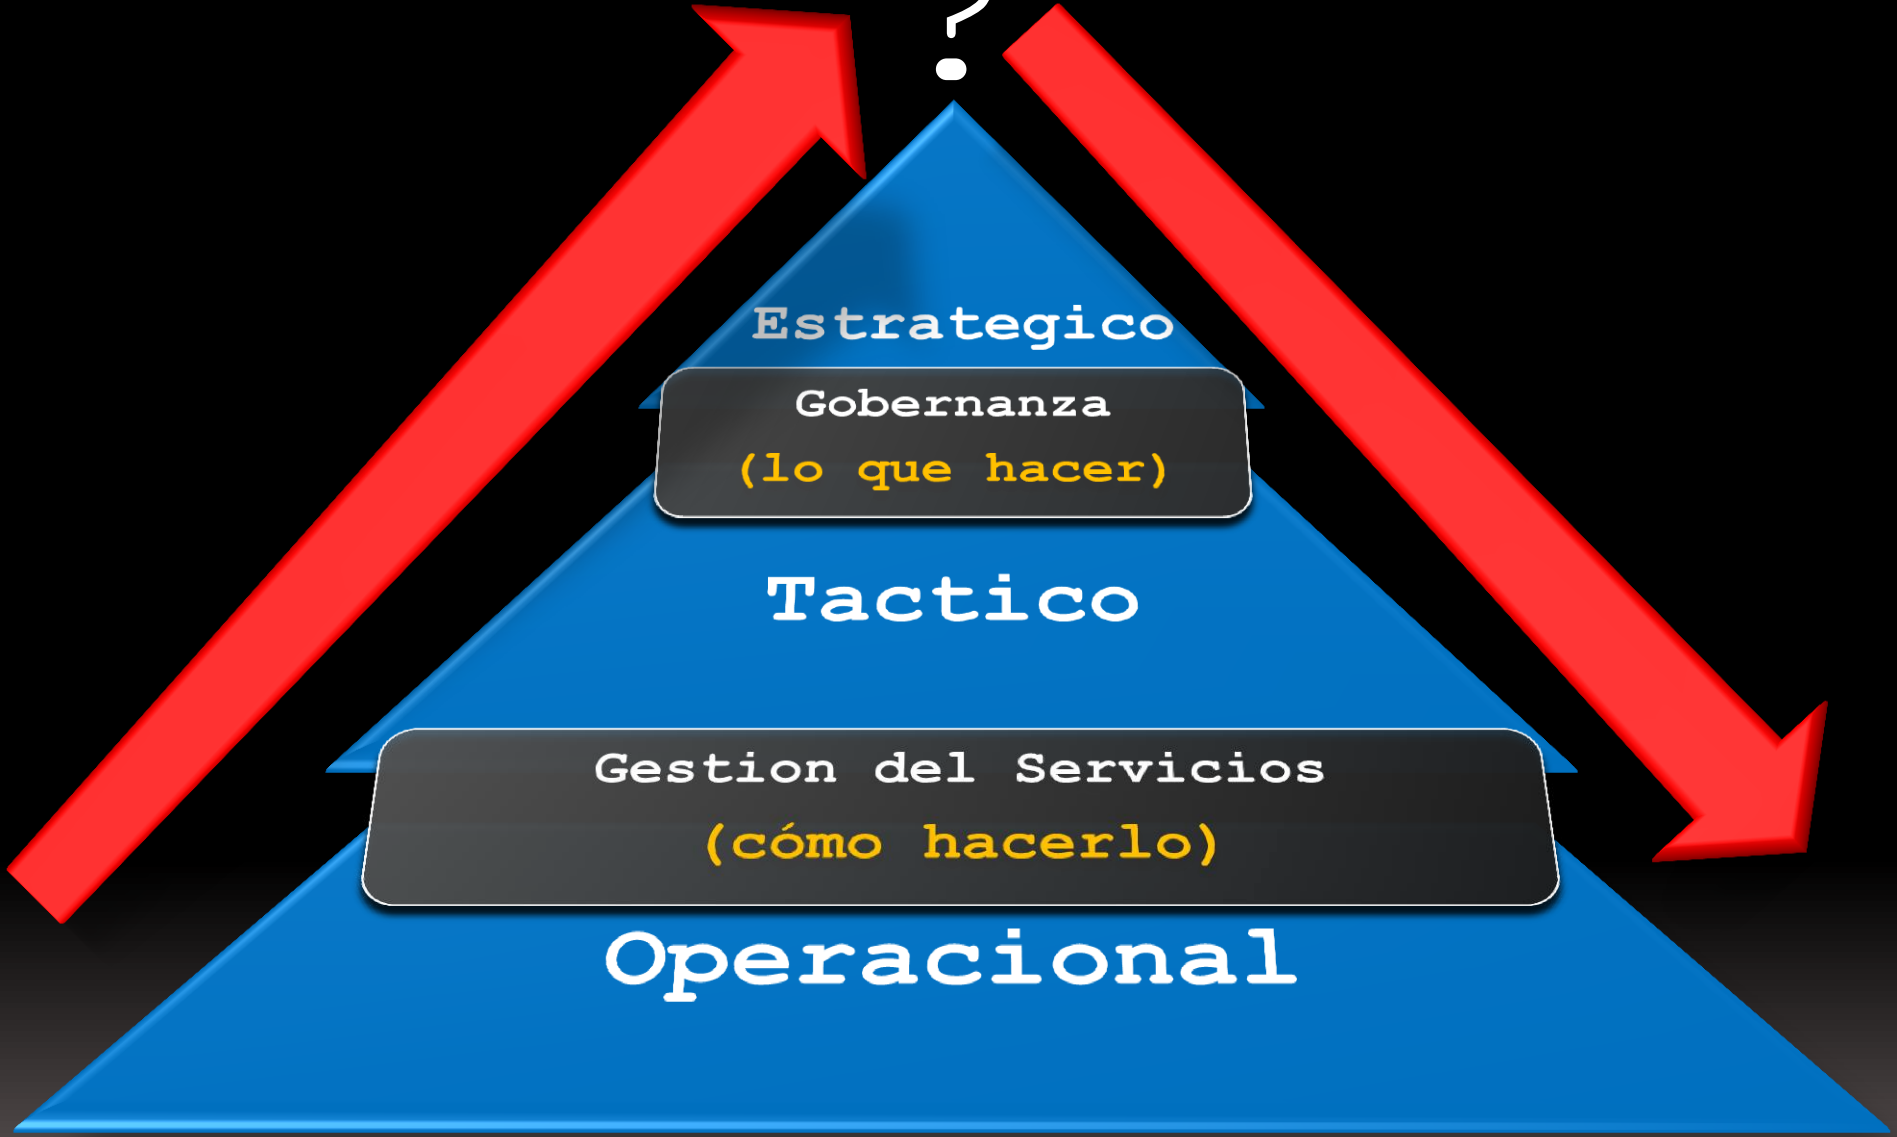 ?
Estrategico
Gobernanza
(lo que hacer)
Tactico
Gestion del Servicios
(cómo hacerlo)
Operacional